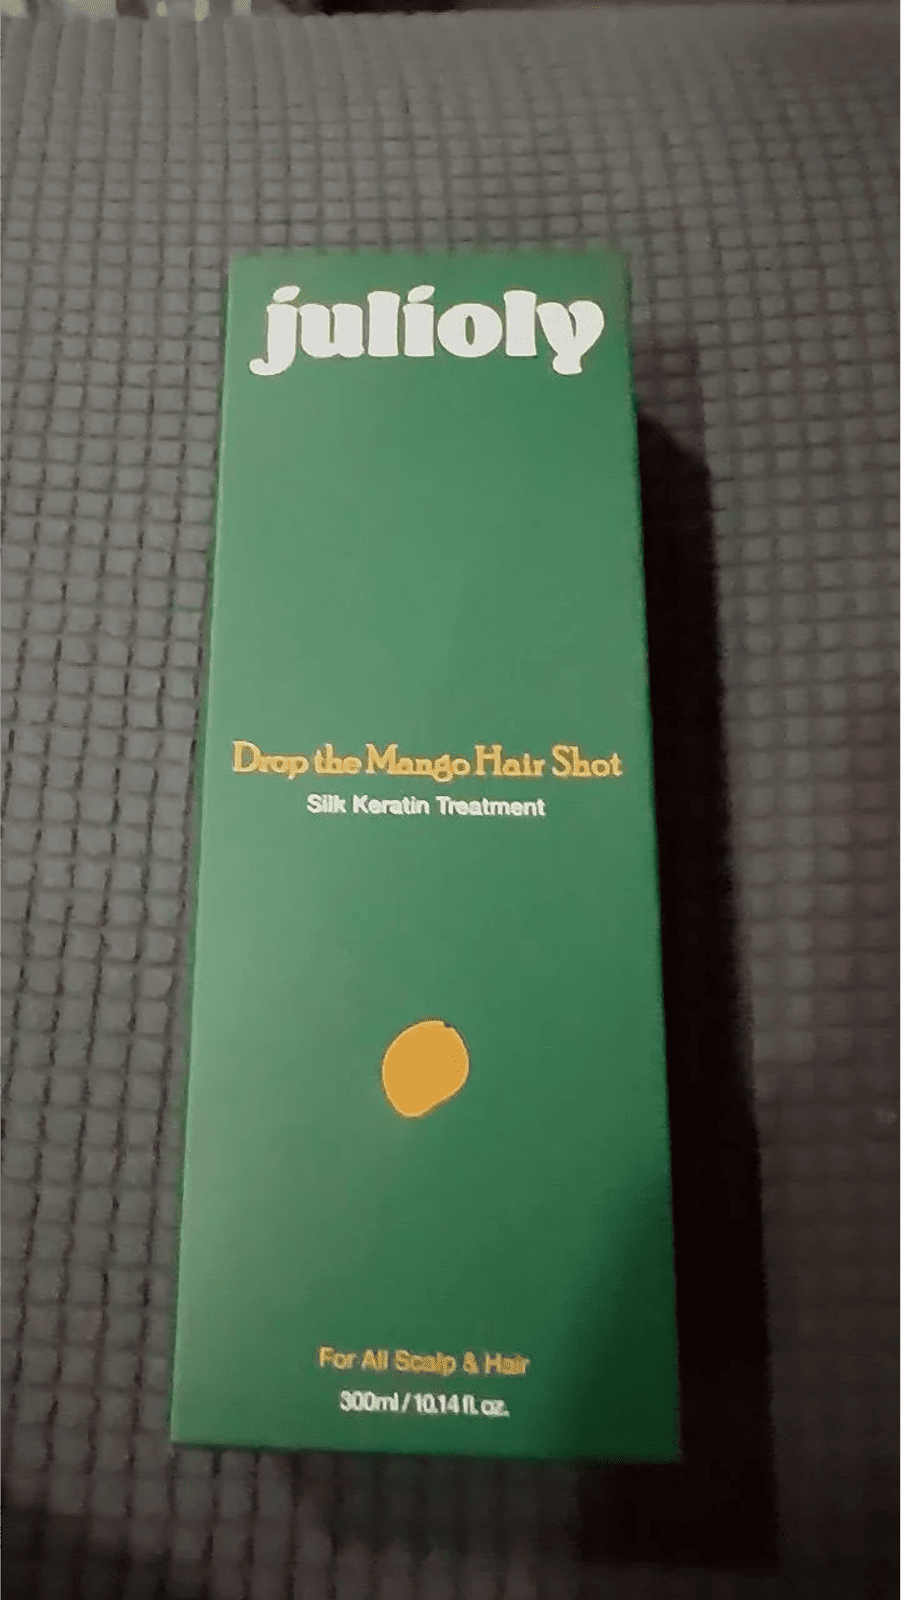 julioly
Drop the Mango Hair Shot
Silk Keratin Treatment
For All Scalp & Hair
300ml / 10.14 fl. oz.